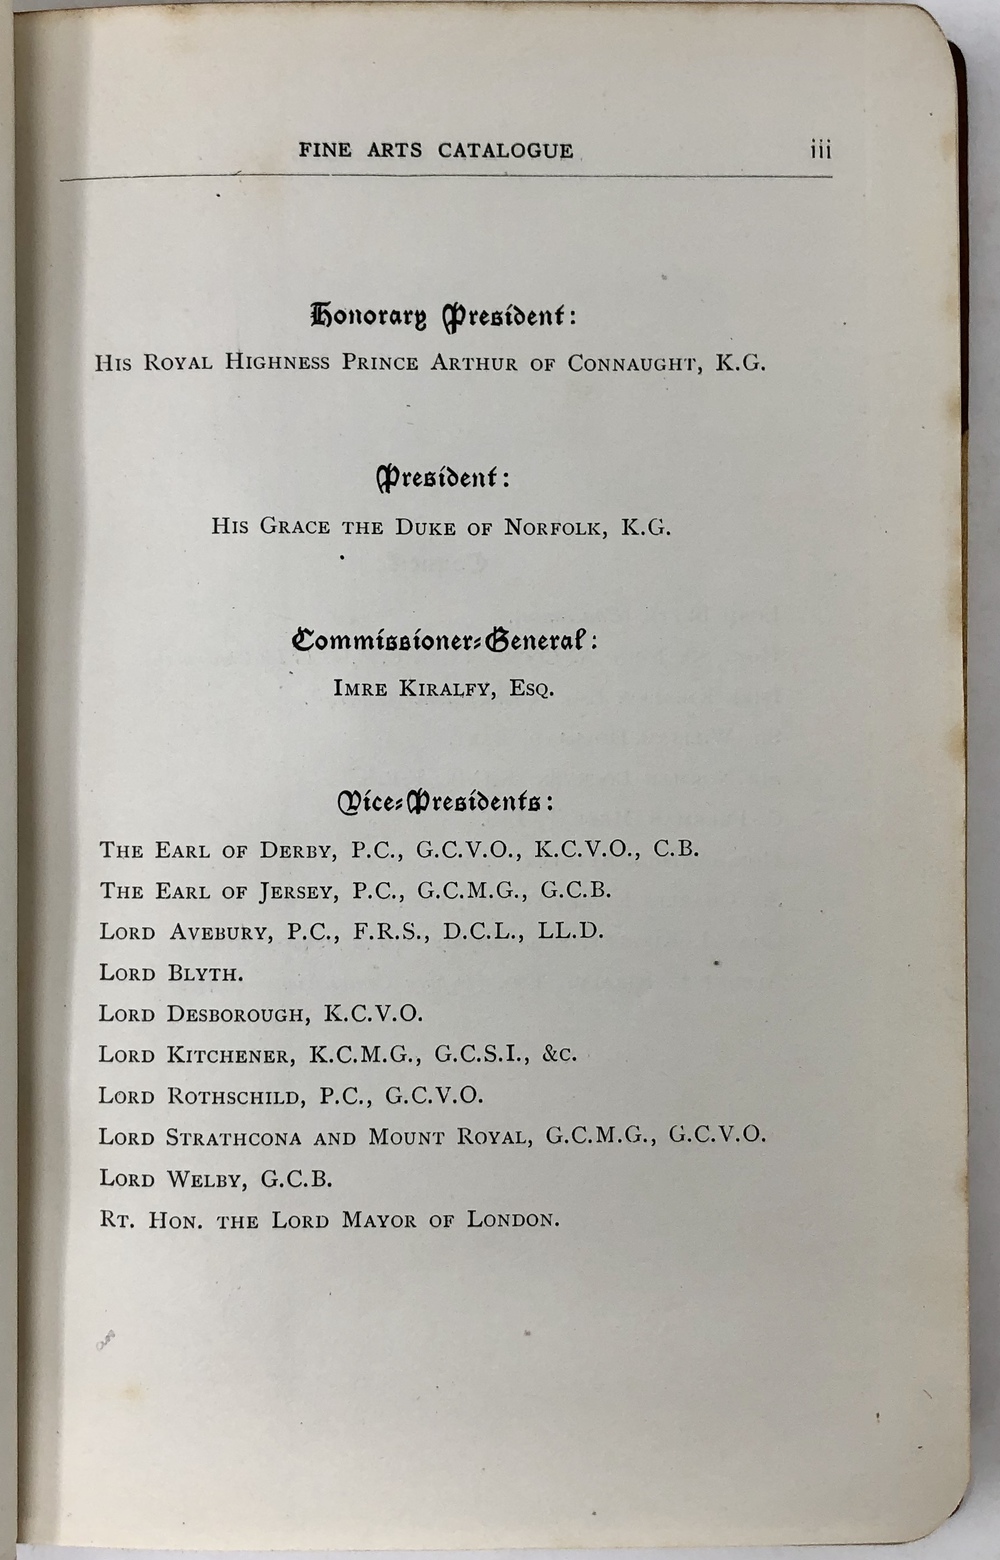 FINE ARTS CATALOGUE iii
Honorary President:
HIS ROYAL HIGHNESS PRINCE ARTHUR OF CONNAUGHT, K.G.
President:
HIS GRACE THE DUKE OF NORFOLK, K.G.
Commissioner-General:
IMRE KIRALFY, ESQ.
Vice-Presidents:
THE EARL OF DERBY, P.C., G.C.V.O., K.C.V.O., C.B.
THE EARL OF JERSEY, P.C., G.C.M.G., G.C.B.
LORD AVEBURY, P.C., F.R.S., D.C.L., LL.D.
LORD BLYTH.
LORD DESBOROUGH, K.C.V.O.
LORD KITCHENER, K.C.M.G., G.C.S.I., &C.
LORD ROTHSCHILD, P.C., G.C.V.O.
LORD STRATHCONA AND MOUNT ROYAL, G.C.M.G., G.C.V.O.
LORD WELBY, G.C.B.
RT. HON. THE LORD MAYOR OF LONDON.